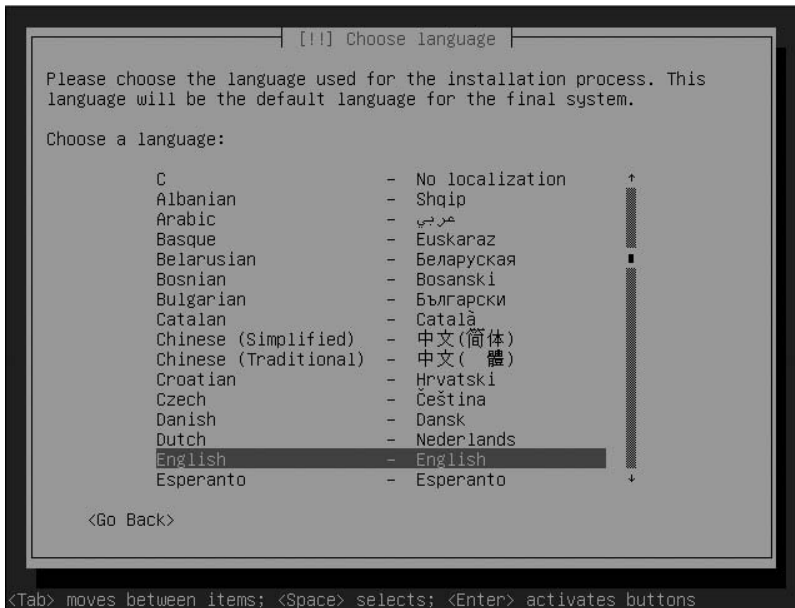 [!!] Choose language
Please choose the language used for the installation process. This
language will be the default language for the final system.
Choose a language:
C - No localization
Albanian - Shqip
Arabic - عربي
Basque - Euskaraz
Belarusian - Беларуская
Bosnian - Bosanski
Bulgarian - Български
Catalan - Català
Chinese (Simplified) - 中文(简体)
Chinese (Traditional) - 中文( 體)
Croatian - Hrvatski
Czech - Čeština
Danish - Dansk
Dutch - Nederlands
English - English
Esperanto - Esperanto
<Go Back>
<Tab> moves between items; <Space> selects; <Enter> activates buttons